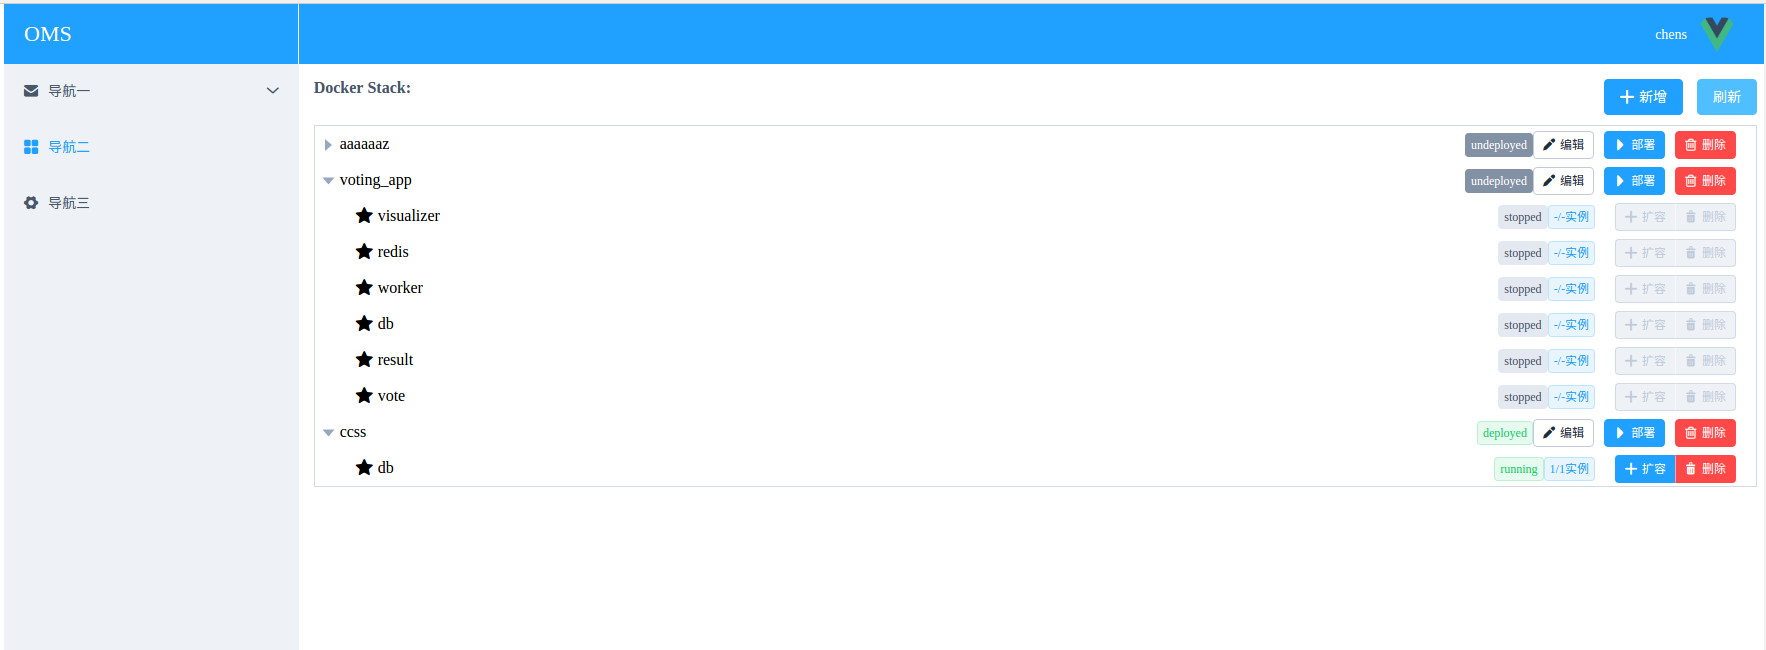 OMS
chens
导航一
导航二
导航三
Docker Stack:
新增 刷新
aaaaaaz undeployed 编辑 部署 删除
voting_app undeployed 编辑 部署 删除
visualizer stopped -/-实例 扩容 删除
redis stopped -/-实例 扩容 删除
worker stopped -/-实例 扩容 删除
db stopped -/-实例 扩容 删除
result stopped -/-实例 扩容 删除
vote stopped -/-实例 扩容 删除
ccss deployed 编辑 部署 删除
db running 1/1实例 扩容 删除